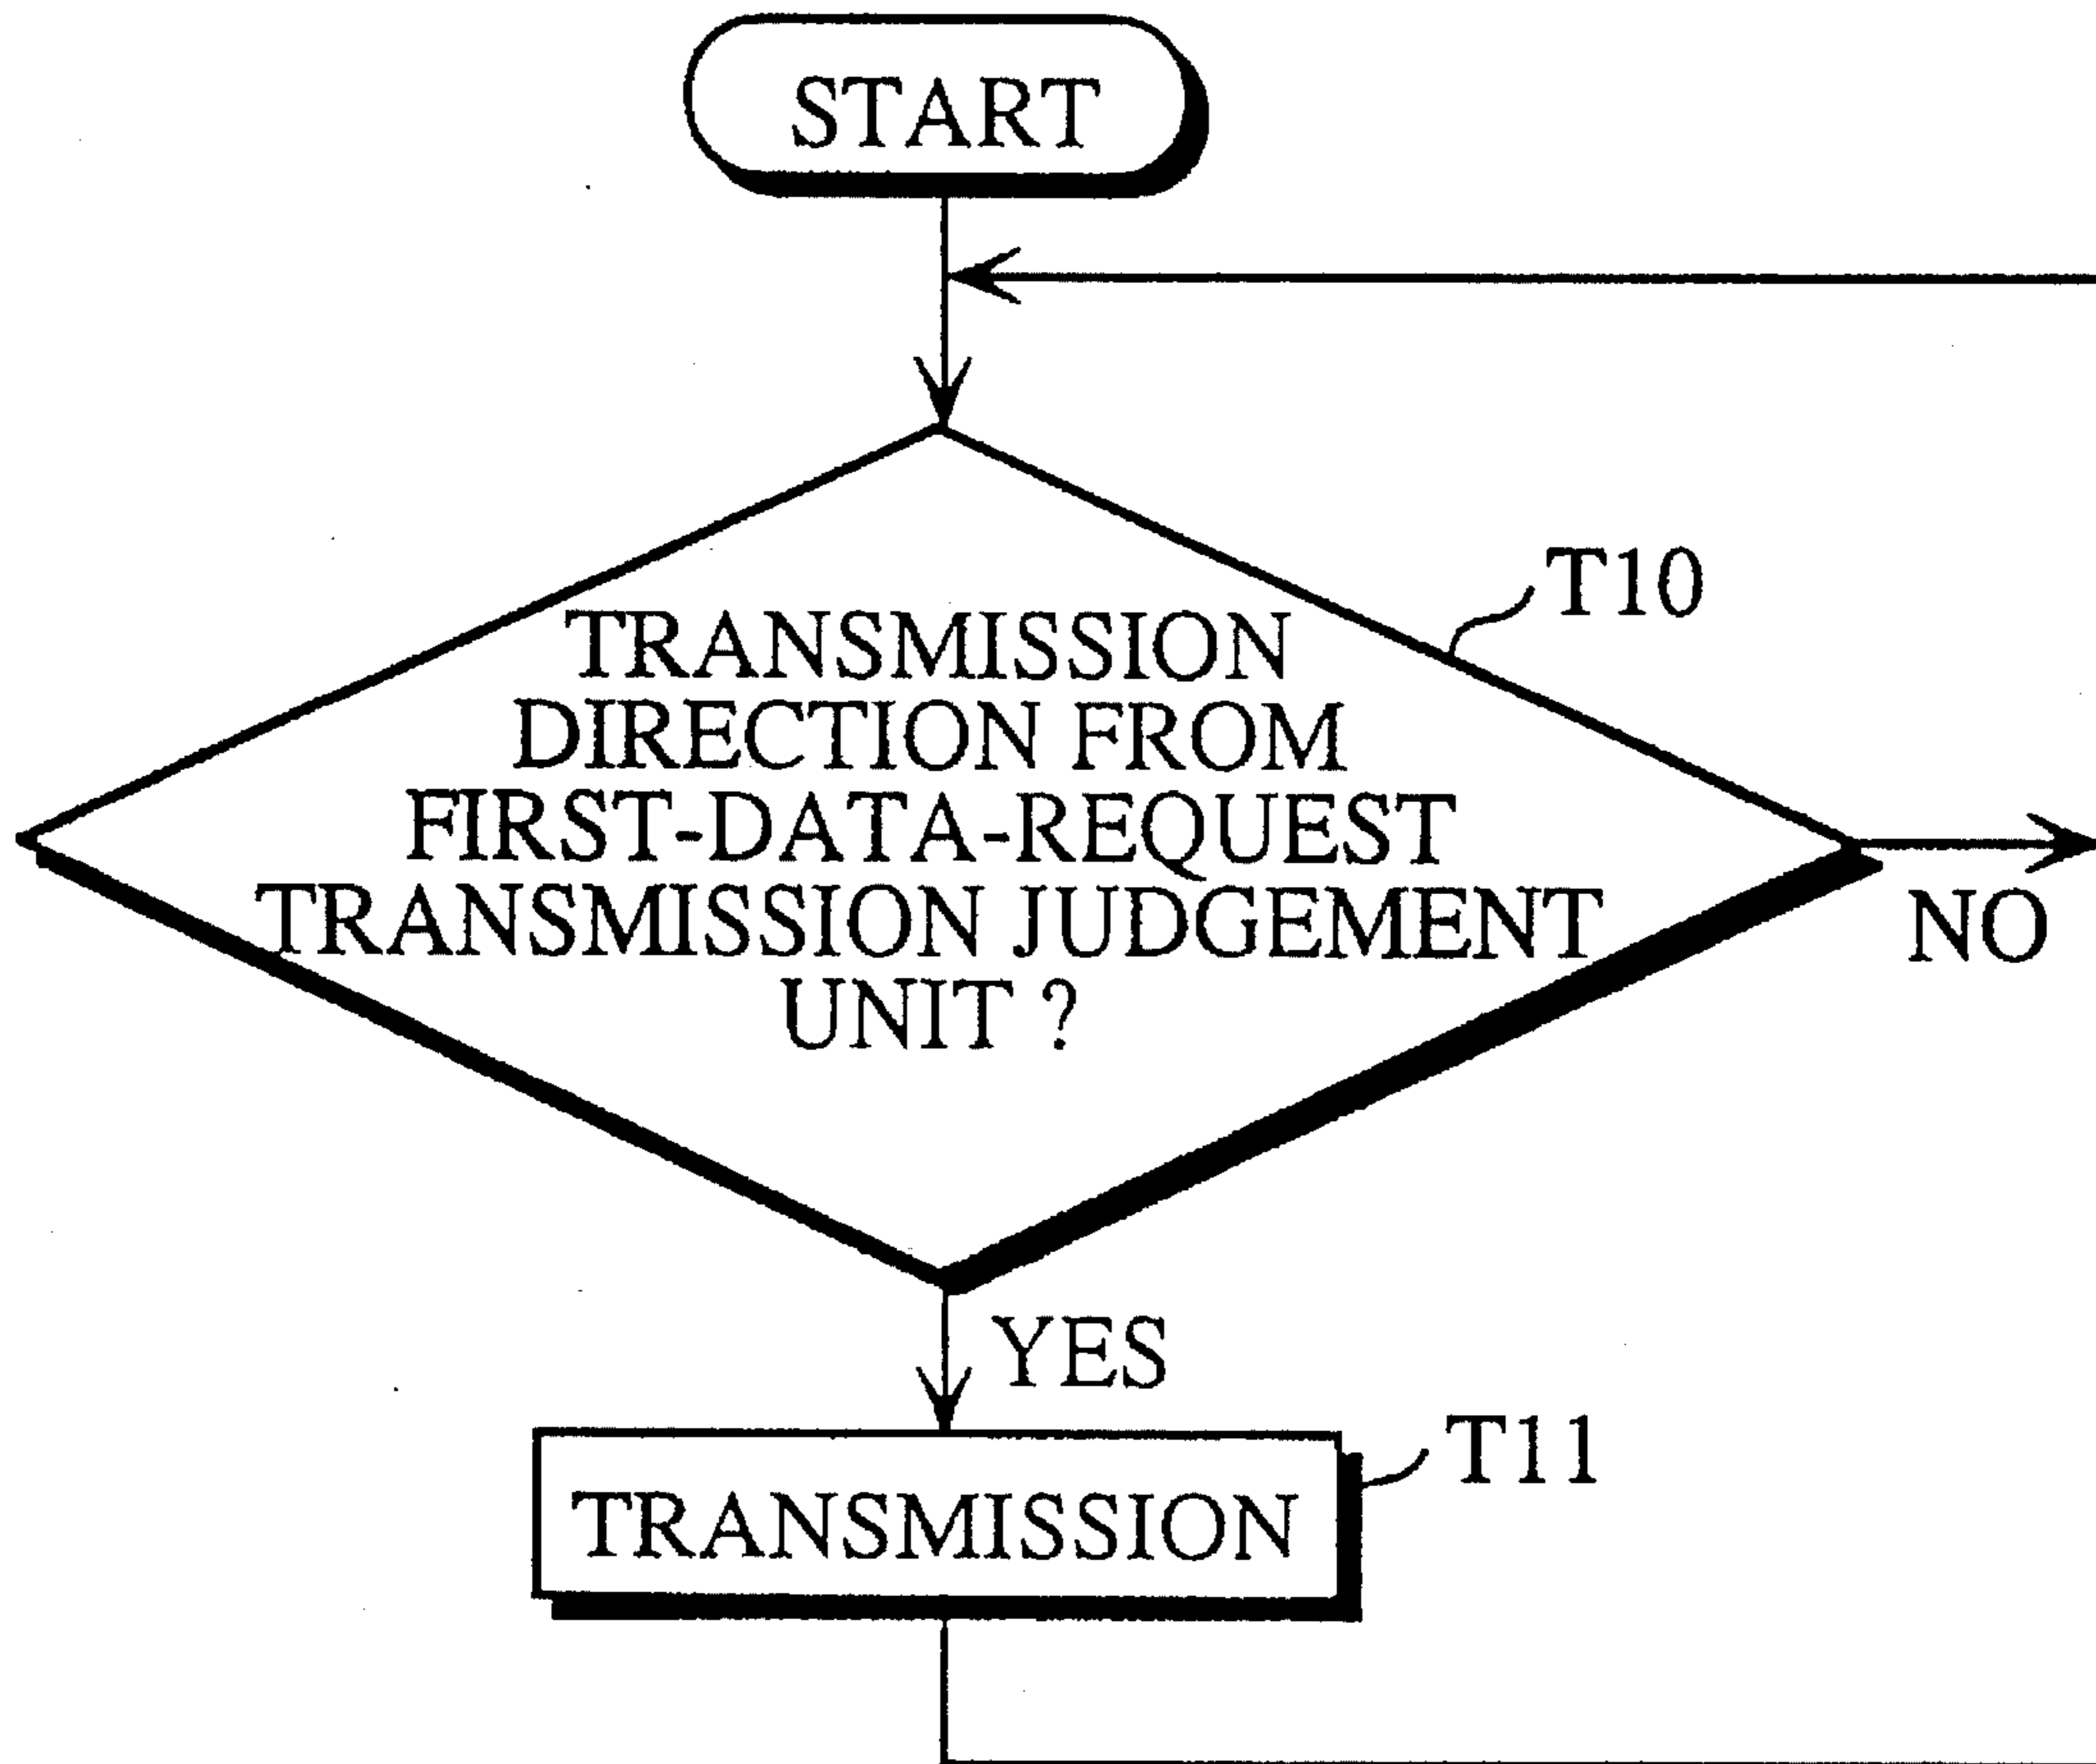 START
T10
TRANSMISSION
DIRECTION FROM
FIRST-DATA-REQUEST
TRANSMISSION JUDGEMENT
UNIT ?
NO
YES
T11
TRANSMISSION